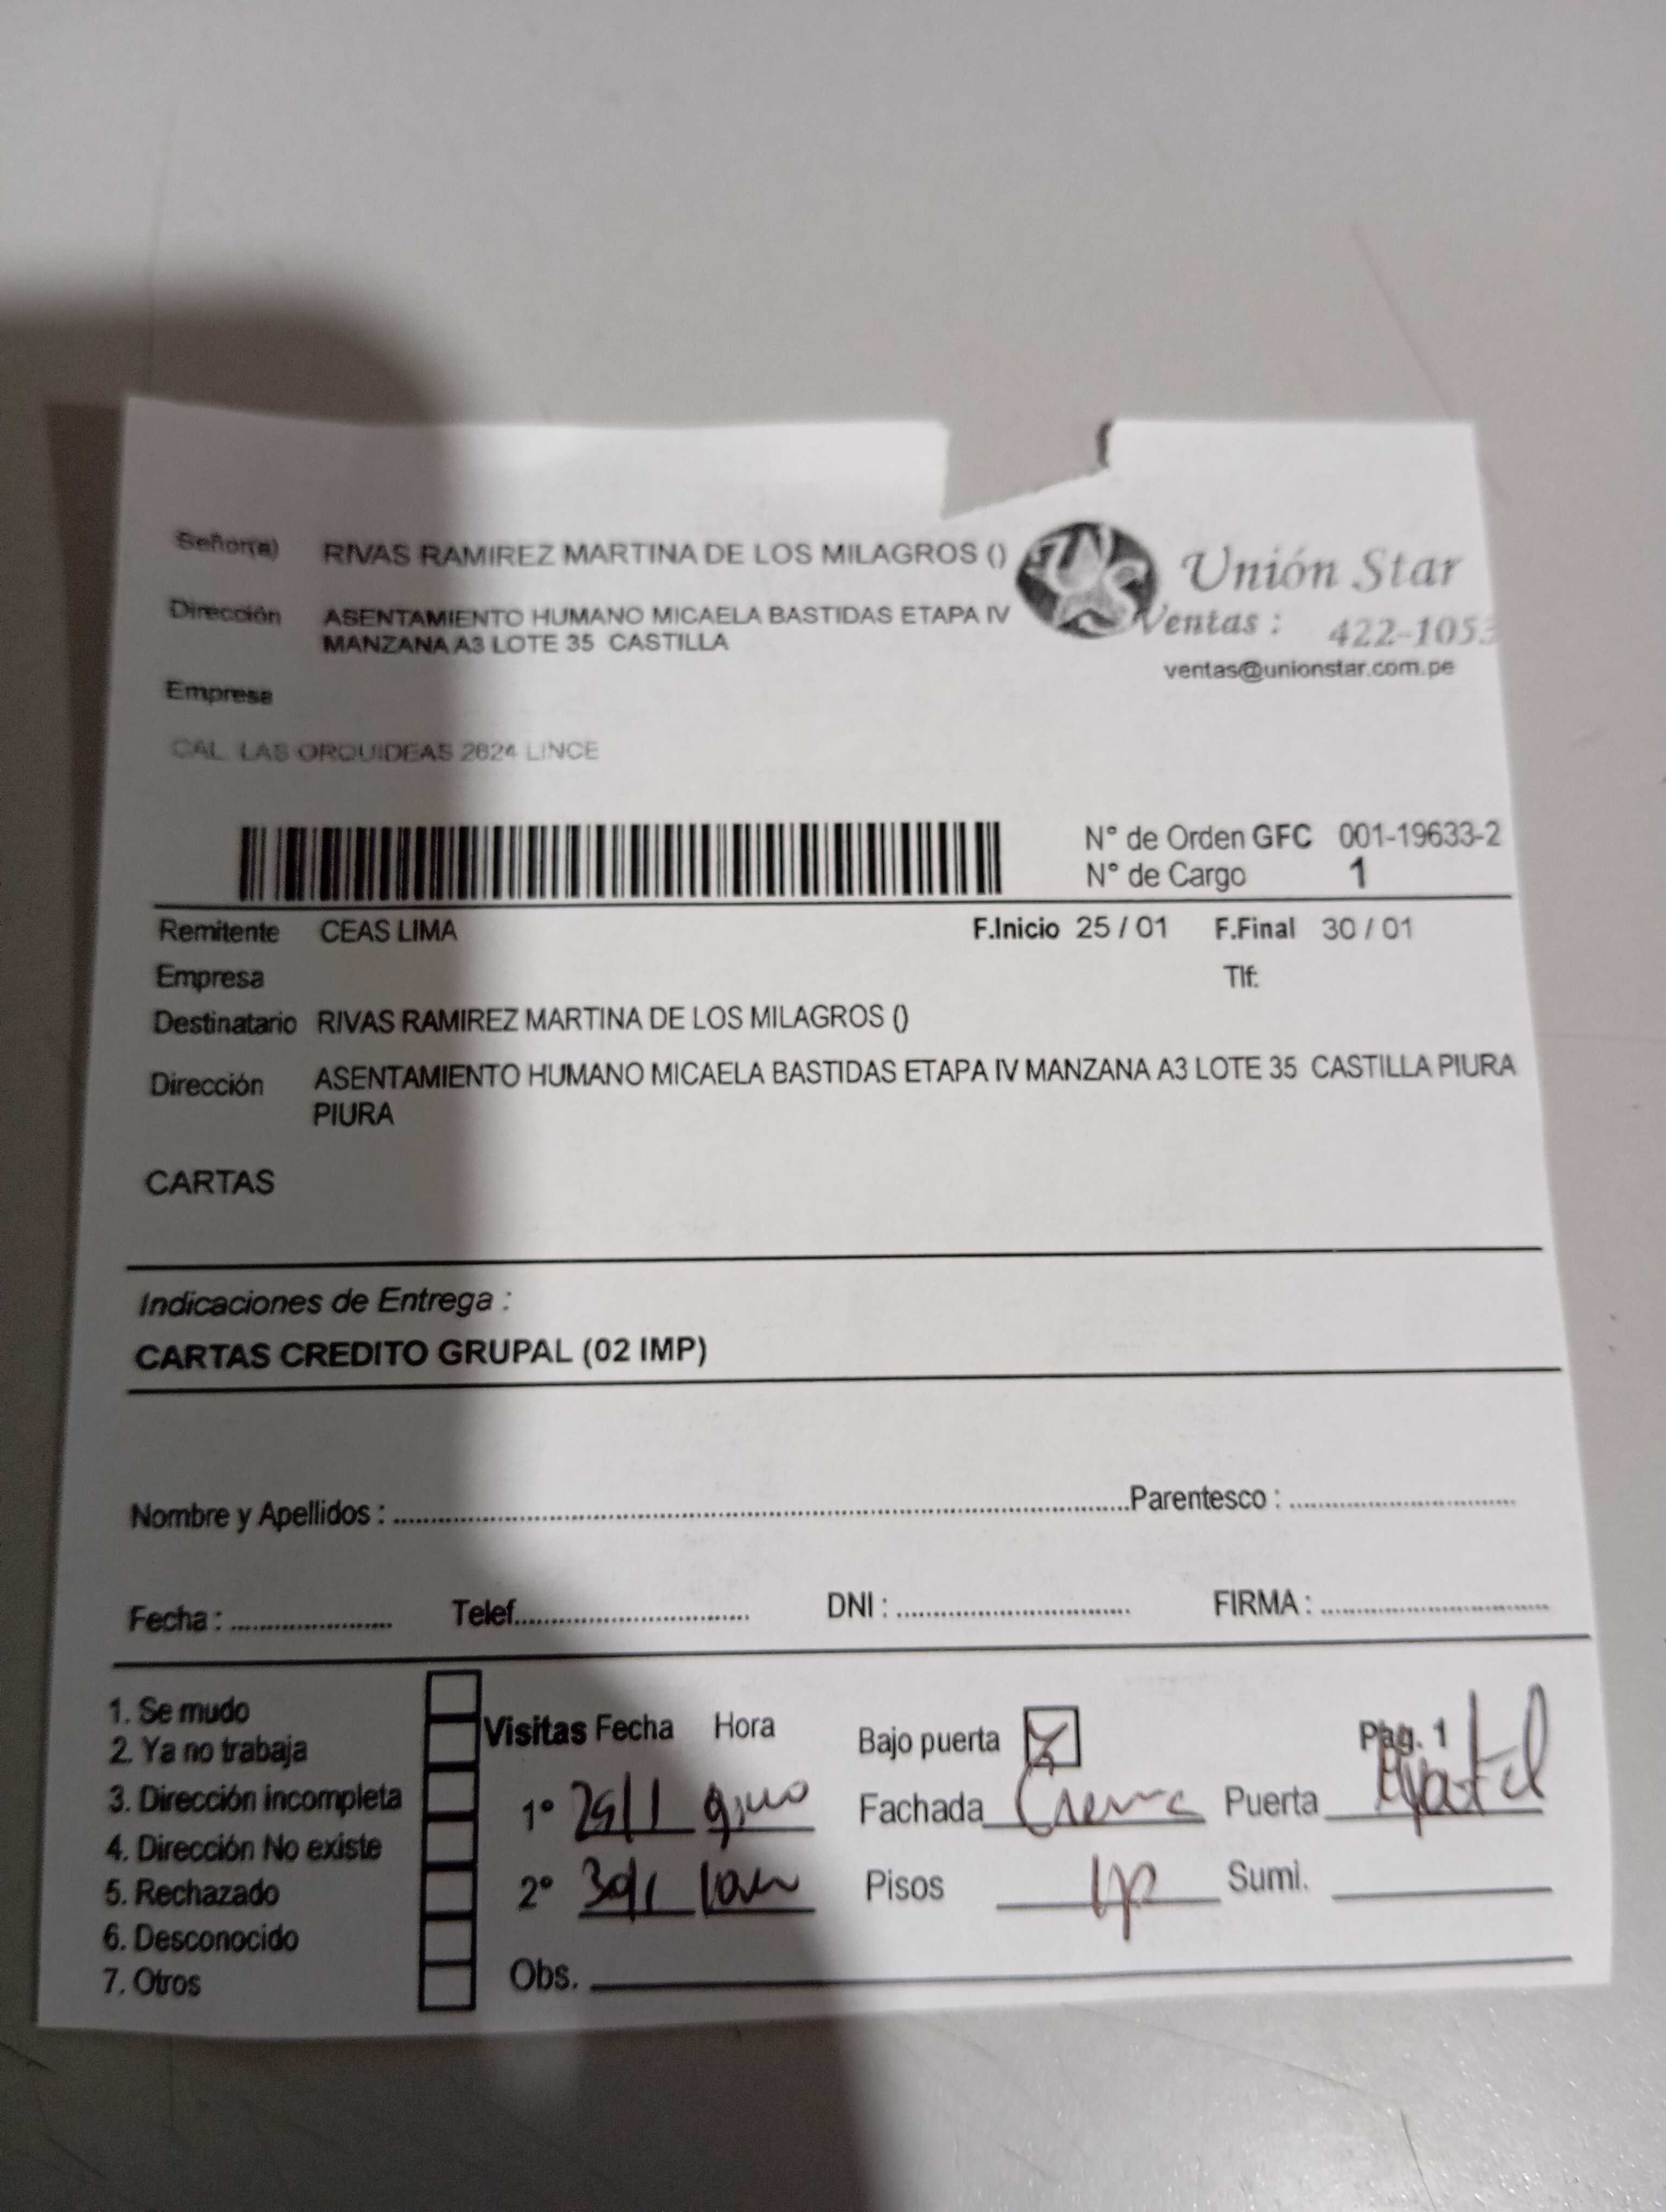 Señor(a) RIVAS RAMIREZ MARTINA DE LOS MILAGROS ()
Unión Star
Dirección ASENTAMIENTO HUMANO MICAELA BASTIDAS ETAPA IV
MANZANA A3 LOTE 35 CASTILLA
Ventas : 422-1053
ventas@unionstar.com.pe
Empresa
CAL. LAS ORQUIDEAS 2624 LINCE
N° de Orden GFC 001-19633-2
N° de Cargo 1
Remitente CEAS LIMA F.Inicio 25 / 01 F.Final 30 / 01
Empresa Tlf:
Destinatario RIVAS RAMIREZ MARTINA DE LOS MILAGROS ()
Dirección ASENTAMIENTO HUMANO MICAELA BASTIDAS ETAPA IV MANZANA A3 LOTE 35 CASTILLA PIURA
PIURA
CARTAS
Indicaciones de Entrega :
CARTAS CREDITO GRUPAL (02 IMP)
Nombre y Apellidos : Parentesco :
Fecha : Telef. DNI : FIRMA :
1. Se mudo
2. Ya no trabaja
3. Dirección incompleta
4. Dirección No existe
5. Rechazado
6. Desconocido
7. Otros
Visitas Fecha Hora
1°
2°
Obs.
Bajo puerta X
Fachada Crema
Pisos 1p
Pag. 1
Puerta
Sumi.